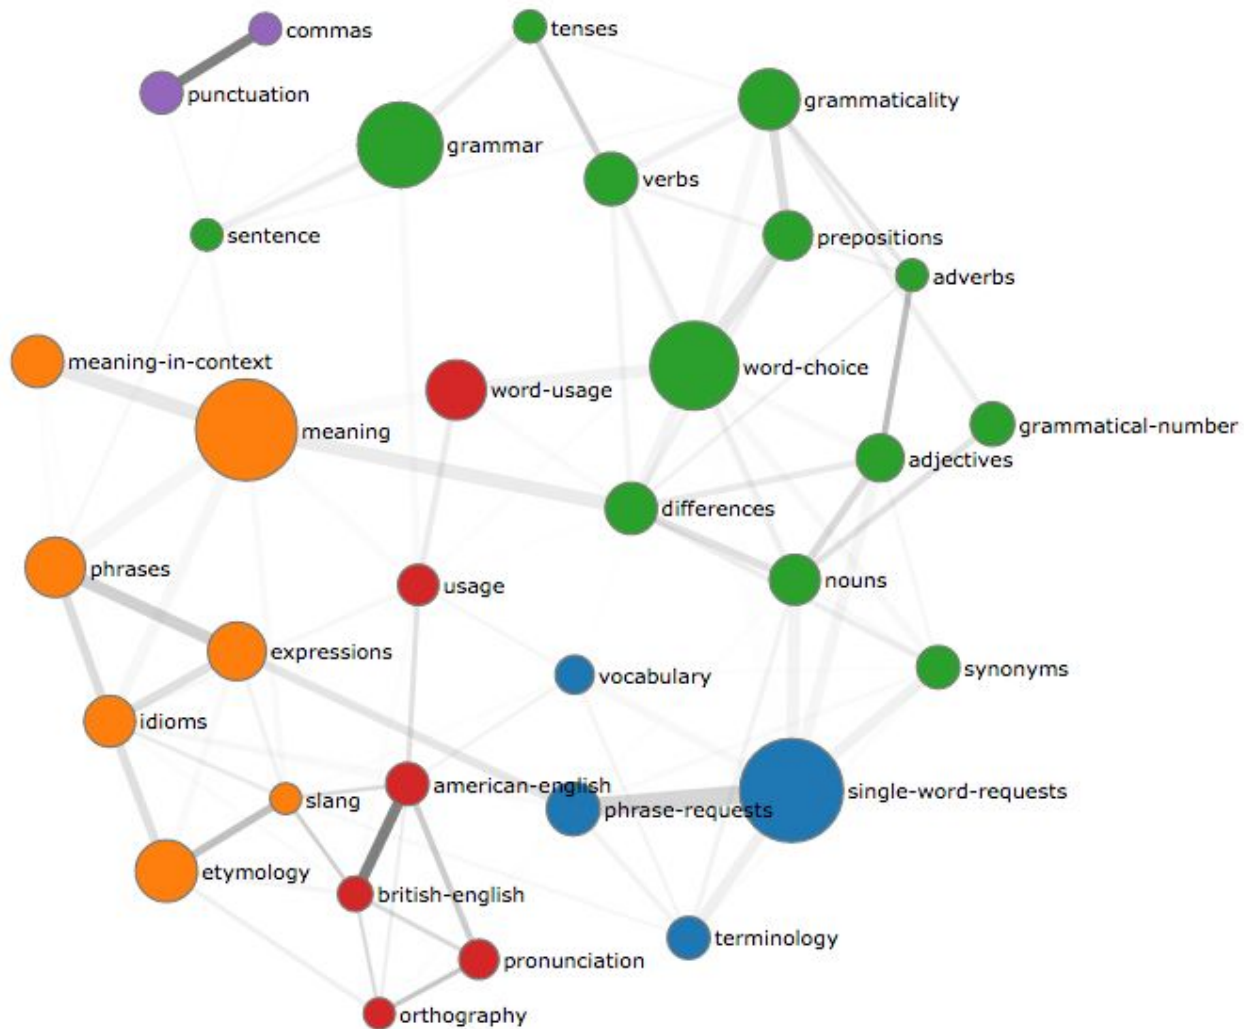 commas
tenses
punctuation
grammaticality
grammar
verbs
sentence
prepositions
adverbs
meaning-in-context
word-choice
word-usage
meaning
grammatical-number
adjectives
differences
phrases
usage
nouns
expressions
vocabulary
synonyms
idioms
american-english
slang
phrase-requests
single-word-requests
etymology
british-english
terminology
pronunciation
orthography